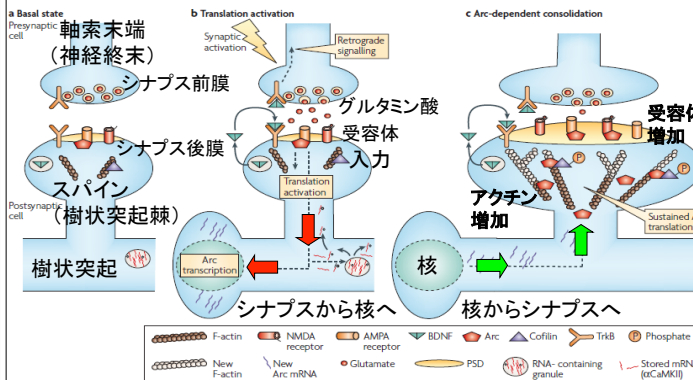 a Basal state
Presynaptic
cell
軸索末端
(神経終末)
シナプス前膜
シナプス後膜
スパイン
Postsynaptic
cell
(樹状突起棘)
樹状突起
b Translation activation
Synaptic
activation
Retrograde
signalling
グルタミン酸
受容体
入力
Translation
activation
Arc
transcription
シナプスから核へ
c Arc-dependent consolidation
受容体
増加
P
P
アクチン
増加
Sustained A
translation
核
核からシナプスへ
F-actin
NMDA
receptor
AMPA
receptor
BDNF
Arc
Cofilin
TrkB
P
Phosphate
New
F-actin
New
Arc mRNA
Glutamate
PSD
RNA- containing
granule
Stored mRN
(αCaMKII)